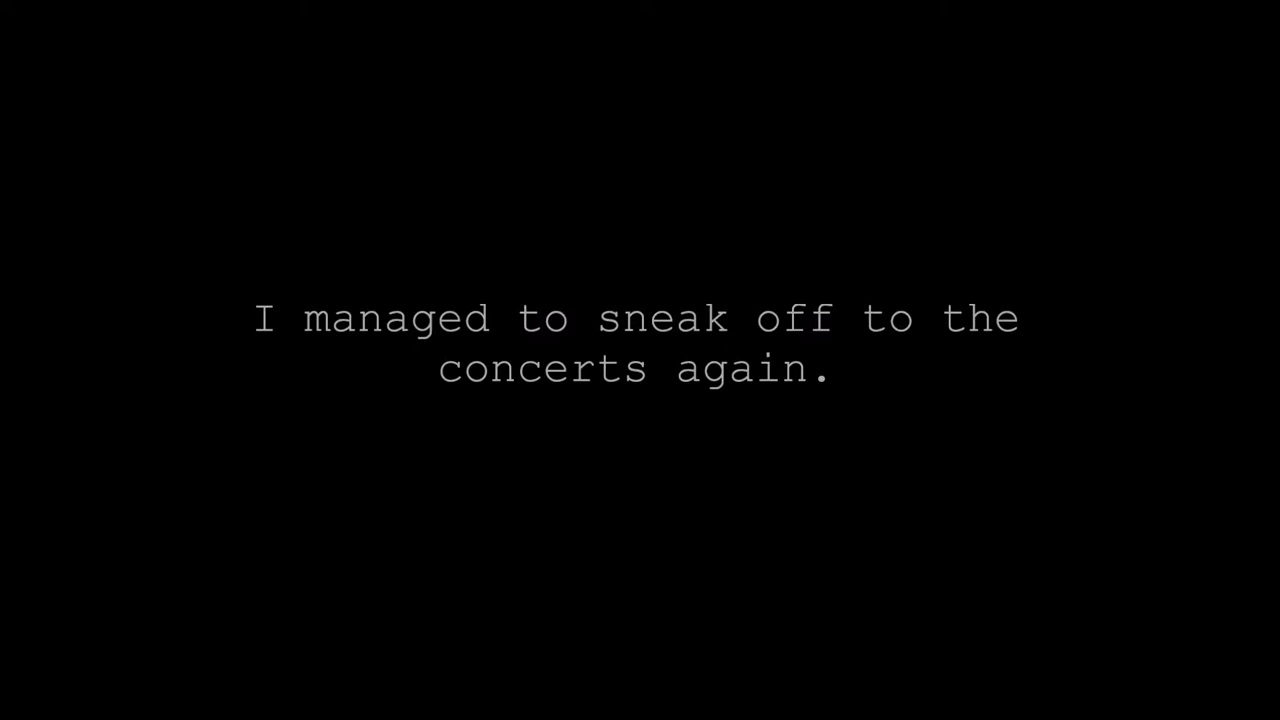 I managed to sneak off to the
concerts again.